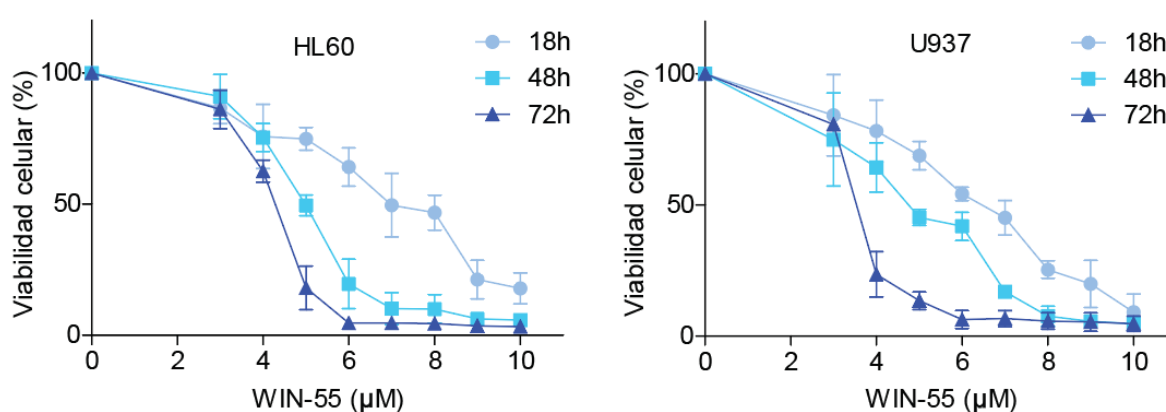 HL60
18h
48h
72h
Viabilidad celular (%)
100
50
0
0 2 4 6 8 10
WIN-55 (µM)
U937
18h
48h
72h
Viabilidad celular (%)
100
50
0
0 2 4 6 8 10
WIN-55 (µM)